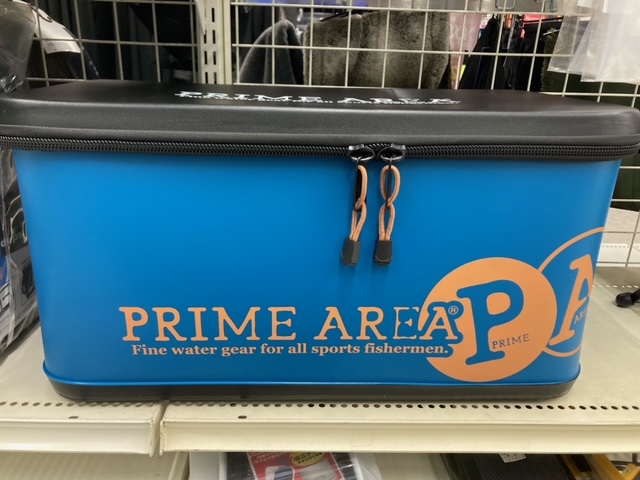 PRIME AREA
PRIME AREA®
Fine water gear for all sports fishermen.
P
PRIME
A